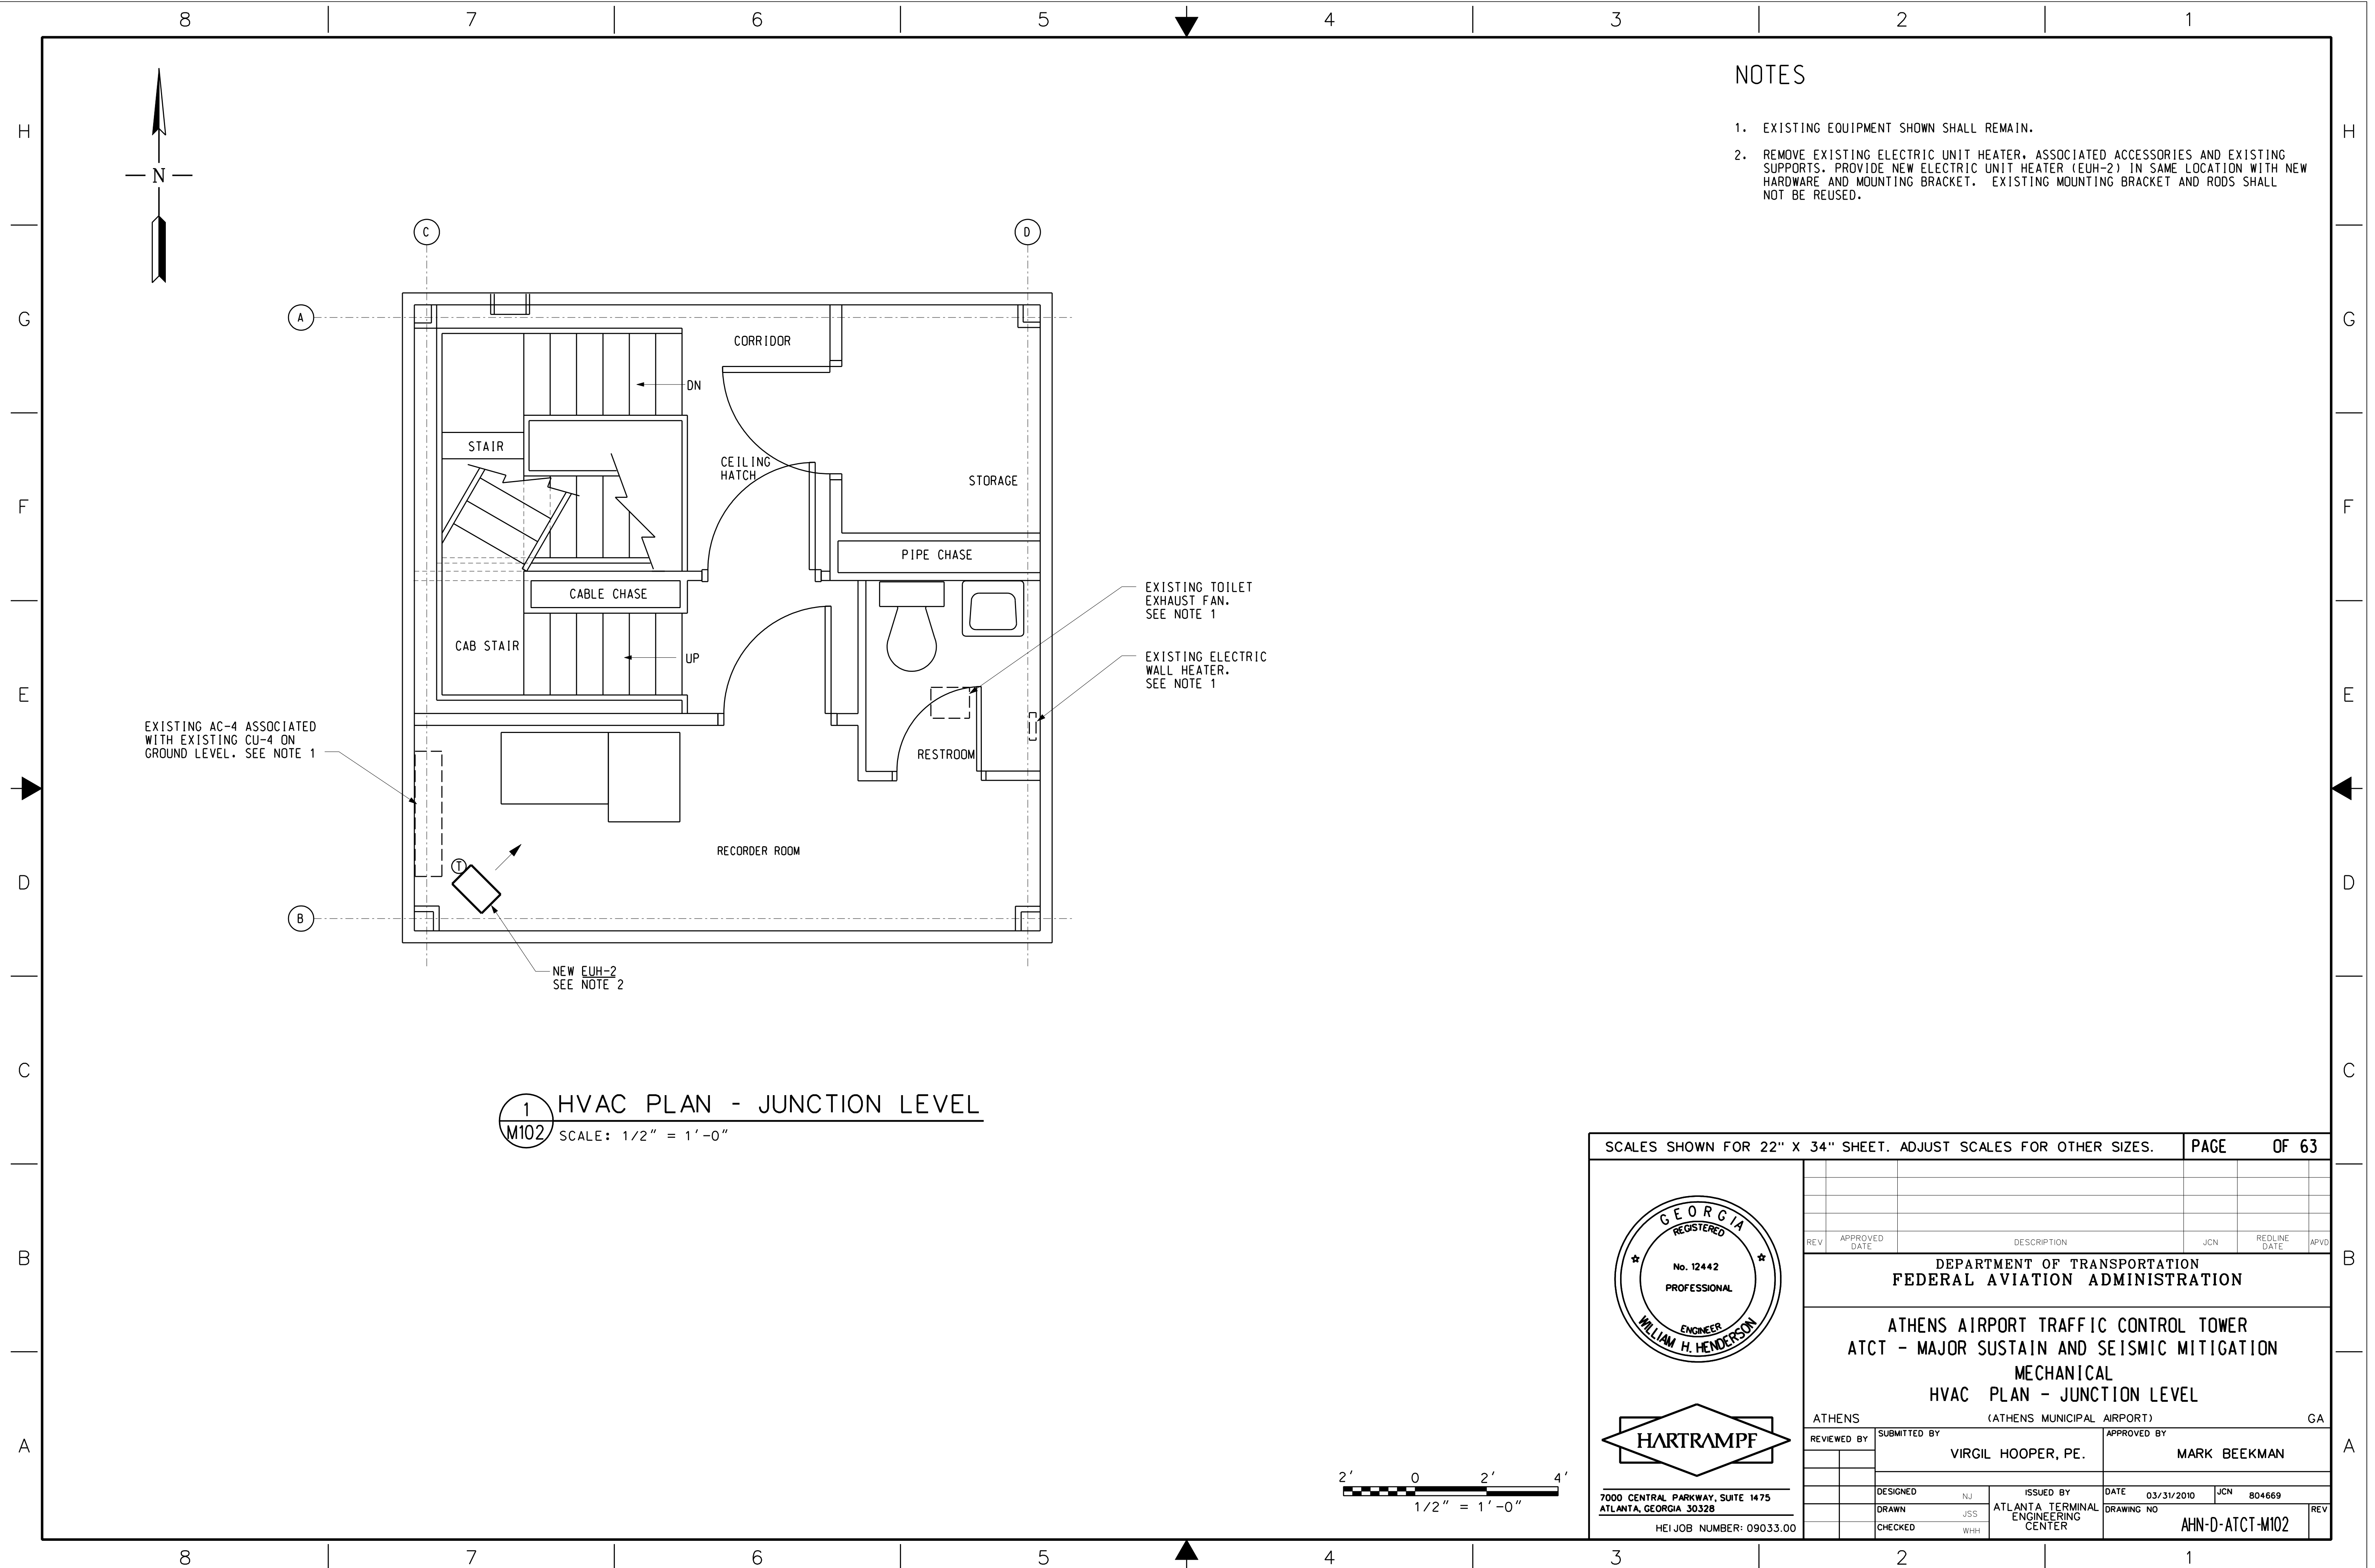 8 7 6 5 4 3 2 1
H
G
F
E
D
C
B
A
N
NOTES
1. EXISTING EQUIPMENT SHOWN SHALL REMAIN.
2. REMOVE EXISTING ELECTRIC UNIT HEATER, ASSOCIATED ACCESSORIES AND EXISTING
SUPPORTS. PROVIDE NEW ELECTRIC UNIT HEATER (EUH-2) IN SAME LOCATION WITH NEW
HARDWARE AND MOUNTING BRACKET. EXISTING MOUNTING BRACKET AND RODS SHALL
NOT BE REUSED.
C
D
A
B
CORRIDOR
DN
STAIR
CEILING
HATCH
STORAGE
PIPE CHASE
CABLE CHASE
CAB STAIR
UP
RESTROOM
RECORDER ROOM
T
EXISTING TOILET
EXHAUST FAN.
SEE NOTE 1
EXISTING ELECTRIC
WALL HEATER.
SEE NOTE 1
EXISTING AC-4 ASSOCIATED
WITH EXISTING CU-4 ON
GROUND LEVEL. SEE NOTE 1
NEW EUH-2
SEE NOTE 2
1
M102
HVAC PLAN - JUNCTION LEVEL
SCALE: 1/2" = 1'-0"
2' 0 2' 4'
1/2" = 1'-0"
SCALES SHOWN FOR 22" X 34" SHEET. ADJUST SCALES FOR OTHER SIZES.
PAGE OF 63
GEORGIA
REGISTERED
No. 12442
PROFESSIONAL
ENGINEER
WILLIAM H. HENDERSON
HARTRAMPF
7000 CENTRAL PARKWAY, SUITE 1475
ATLANTA, GEORGIA 30328
HEI JOB NUMBER: 09033.00
REV
APPROVED
DATE
DESCRIPTION
JCN
REDLINE
DATE
APVD
DEPARTMENT OF TRANSPORTATION
FEDERAL AVIATION ADMINISTRATION
ATHENS AIRPORT TRAFFIC CONTROL TOWER
ATCT - MAJOR SUSTAIN AND SEISMIC MITIGATION
MECHANICAL
HVAC PLAN - JUNCTION LEVEL
ATHENS (ATHENS MUNICIPAL AIRPORT) GA
REVIEWED BY
SUBMITTED BY
VIRGIL HOOPER, PE.
APPROVED BY
MARK BEEKMAN
DESIGNED NJ
DRAWN JSS
CHECKED WHH
ISSUED BY
ATLANTA TERMINAL
ENGINEERING
CENTER
DATE 03/31/2010
JCN 804669
DRAWING NO
AHN-D-ATCT-M102
REV
H
G
F
E
D
C
B
A
8 7 6 5 4 3 2 1